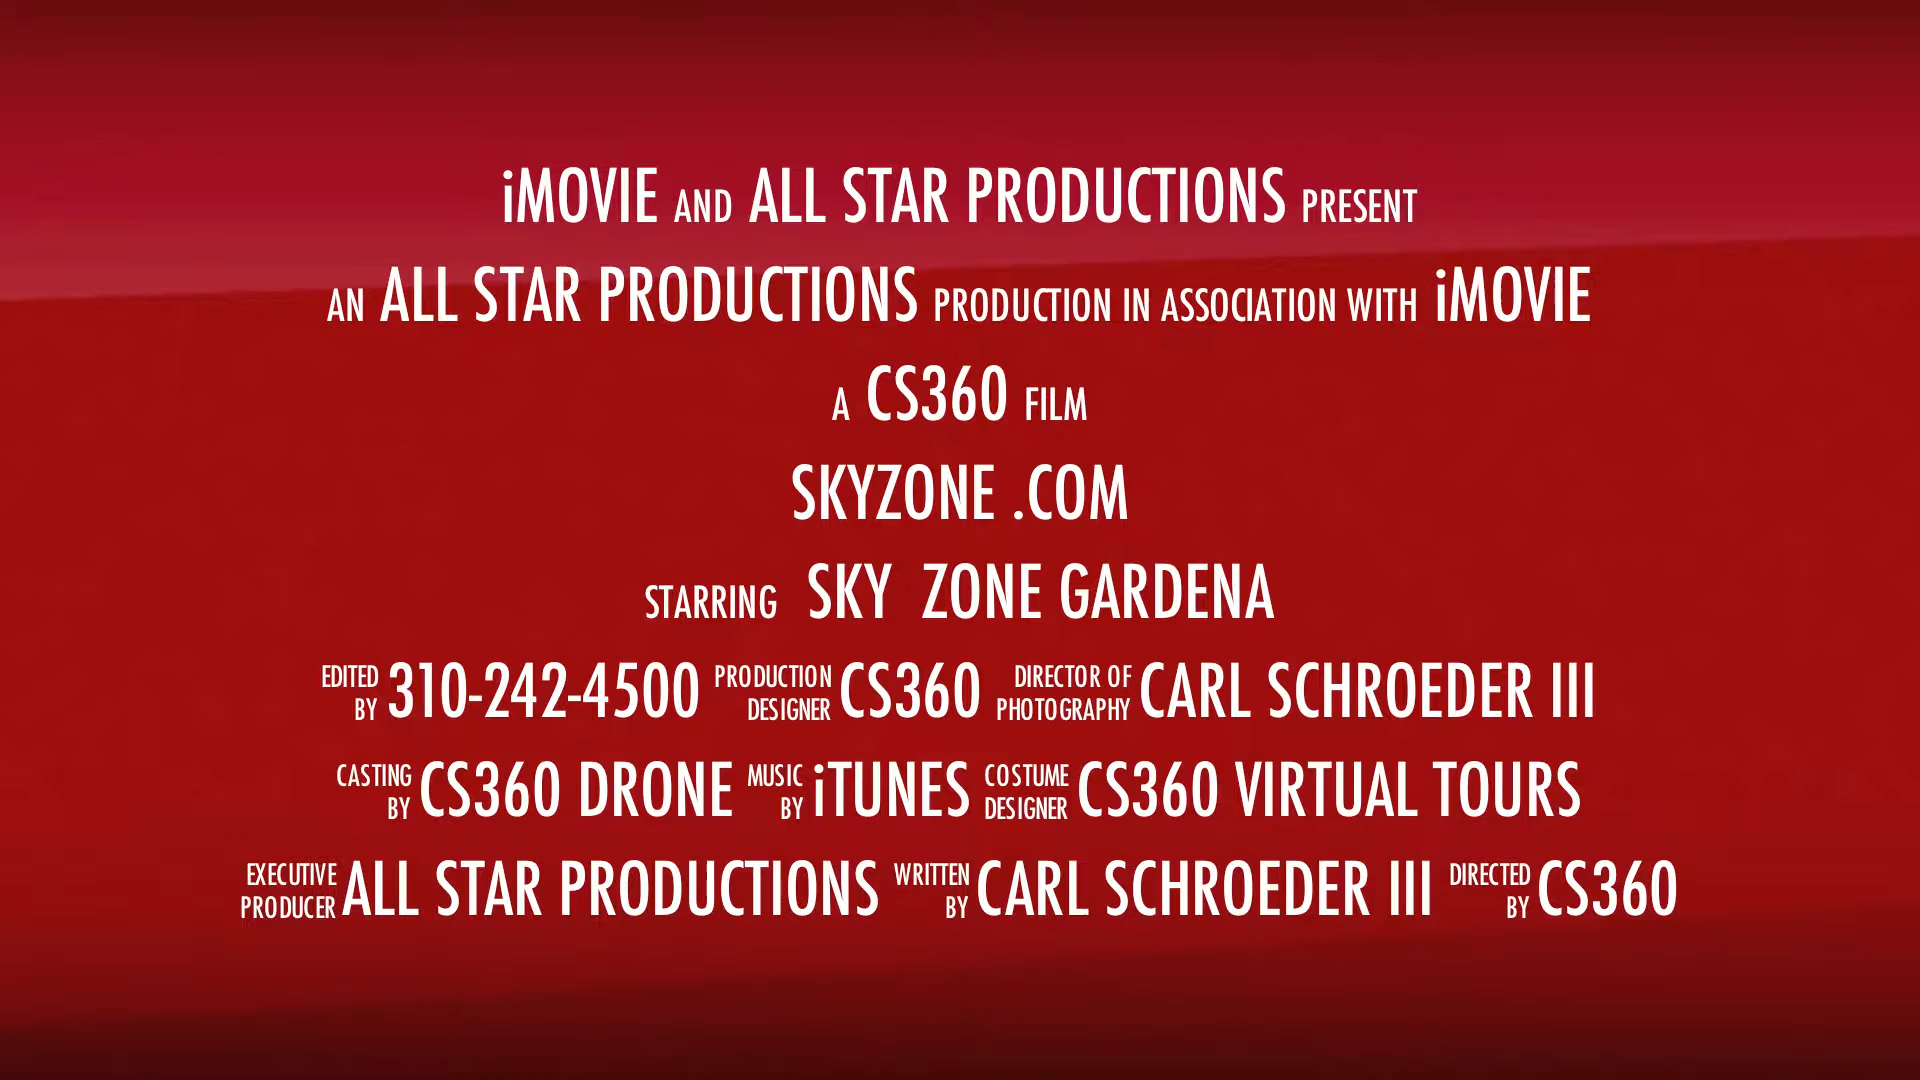 iMOVIE AND ALL STAR PRODUCTIONS PRESENT
AN ALL STAR PRODUCTIONS PRODUCTION IN ASSOCIATION WITH iMOVIE
A CS360 FILM
SKYZONE .COM
STARRING SKY ZONE GARDENA
EDITED BY 310-242-4500 PRODUCTION DESIGNER CS360 DIRECTOR OF PHOTOGRAPHY CARL SCHROEDER III
CASTING BY CS360 DRONE MUSIC BY iTUNES COSTUME DESIGNER CS360 VIRTUAL TOURS
EXECUTIVE PRODUCER ALL STAR PRODUCTIONS WRITTEN BY CARL SCHROEDER III DIRECTED BY CS360